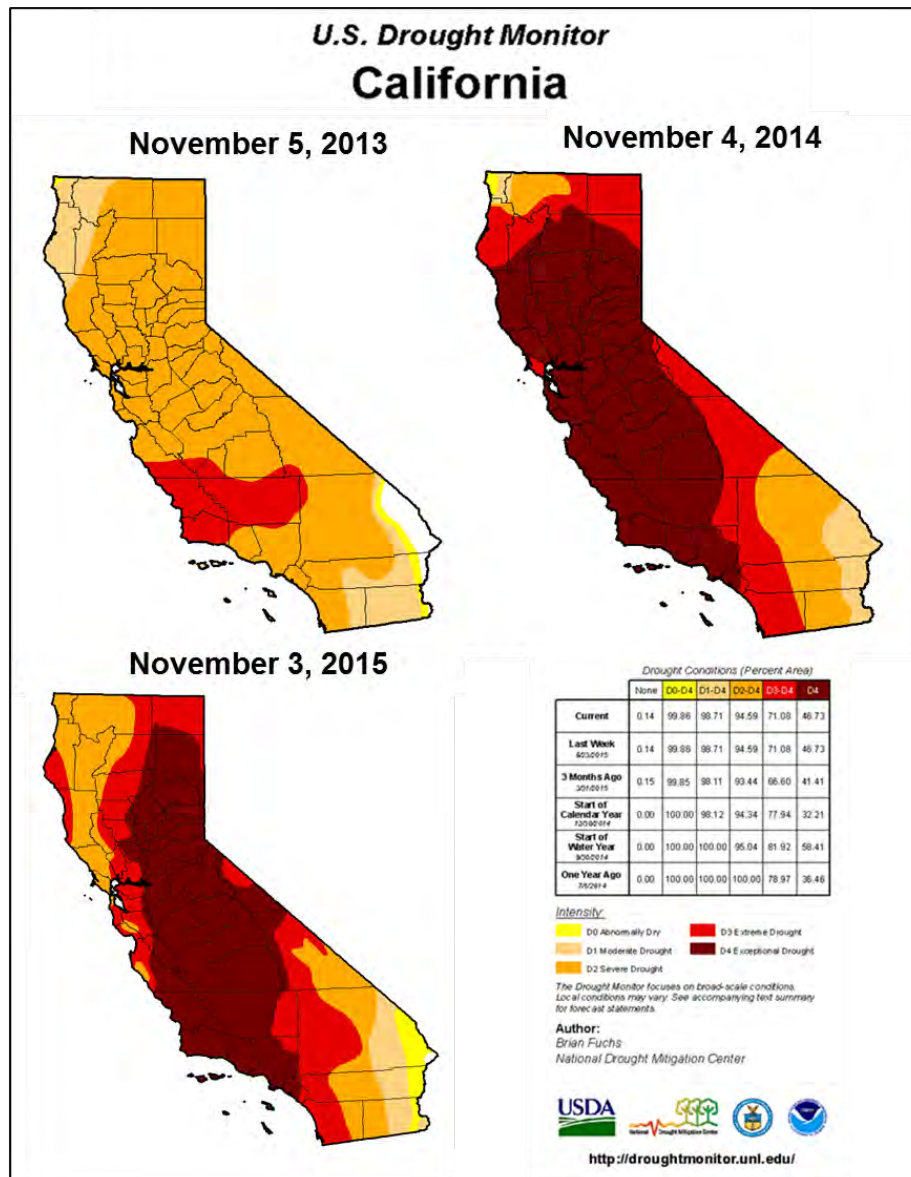 U.S. Drought Monitor
California
November 5, 2013
November 4, 2014
November 3, 2015
Drought Conditions (Percent Area)
None D0-D4 D1-D4 D2-D4 D3-D4 D4
Current 0.14 99.86 98.71 94.59 71.08 46.73
Last Week 0.14 99.86 98.71 94.59 71.08 46.73
3 Months Ago 0.15 99.85 98.11 93.44 66.60 41.41
Start of
Calendar Year 0.00 100.00 98.12 94.34 77.94 32.21
Start of
Water Year 0.00 100.00 100.00 95.04 81.92 58.41
One Year Ago 0.00 100.00 100.00 100.00 78.97 36.46
Intensity:
D0 Abnormally Dry
D1 Moderate Drought
D2 Severe Drought
D3 Extreme Drought
D4 Exceptional Drought
The Drought Monitor focuses on broad-scale conditions.
Local conditions may vary. See accompanying text summary
for forecast statements.
Author:
Brian Fuchs
National Drought Mitigation Center
USDA
National Drought Mitigation Center
http://droughtmonitor.unl.edu/